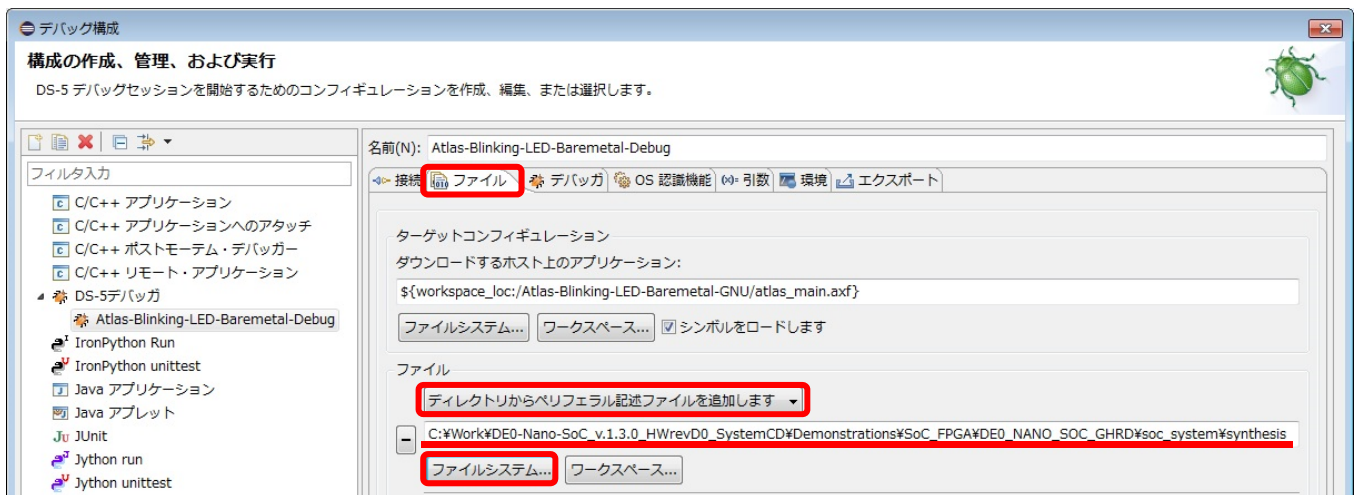 デバッグ構成
構成の作成、管理、および実行
DS-5 デバッグセッションを開始するためのコンフィギュレーションを作成、編集、または選択します。
フィルタ入力
C/C++ アプリケーション
C/C++ アプリケーションへのアタッチ
C/C++ ポストモーテム・デバッガー
C/C++ リモート・アプリケーション
DS-5デバッガ
Atlas-Blinking-LED-Baremetal-Debug
IronPython Run
IronPython unittest
Java アプリケーション
Java アプレット
JUnit
Jython run
Jython unittest
名前(N): Atlas-Blinking-LED-Baremetal-Debug
接続 ファイル デバッガ OS 認識機能 引数 環境 エクスポート
ターゲットコンフィギュレーション
ダウンロードするホスト上のアプリケーション:
${workspace_loc:/Atlas-Blinking-LED-Baremetal-GNU/atlas_main.axf}
ファイルシステム... ワークスペース... シンボルをロードします
ファイル
ディレクトリからペリフェラル記述ファイルを追加します
C:¥Work¥DE0-Nano-SoC_v.1.3.0_HWrevD0_SystemCD¥Demonstrations¥SoC_FPGA¥DE0_NANO_SOC_GHRD¥soc_system¥synthesis
ファイルシステム... ワークスペース...